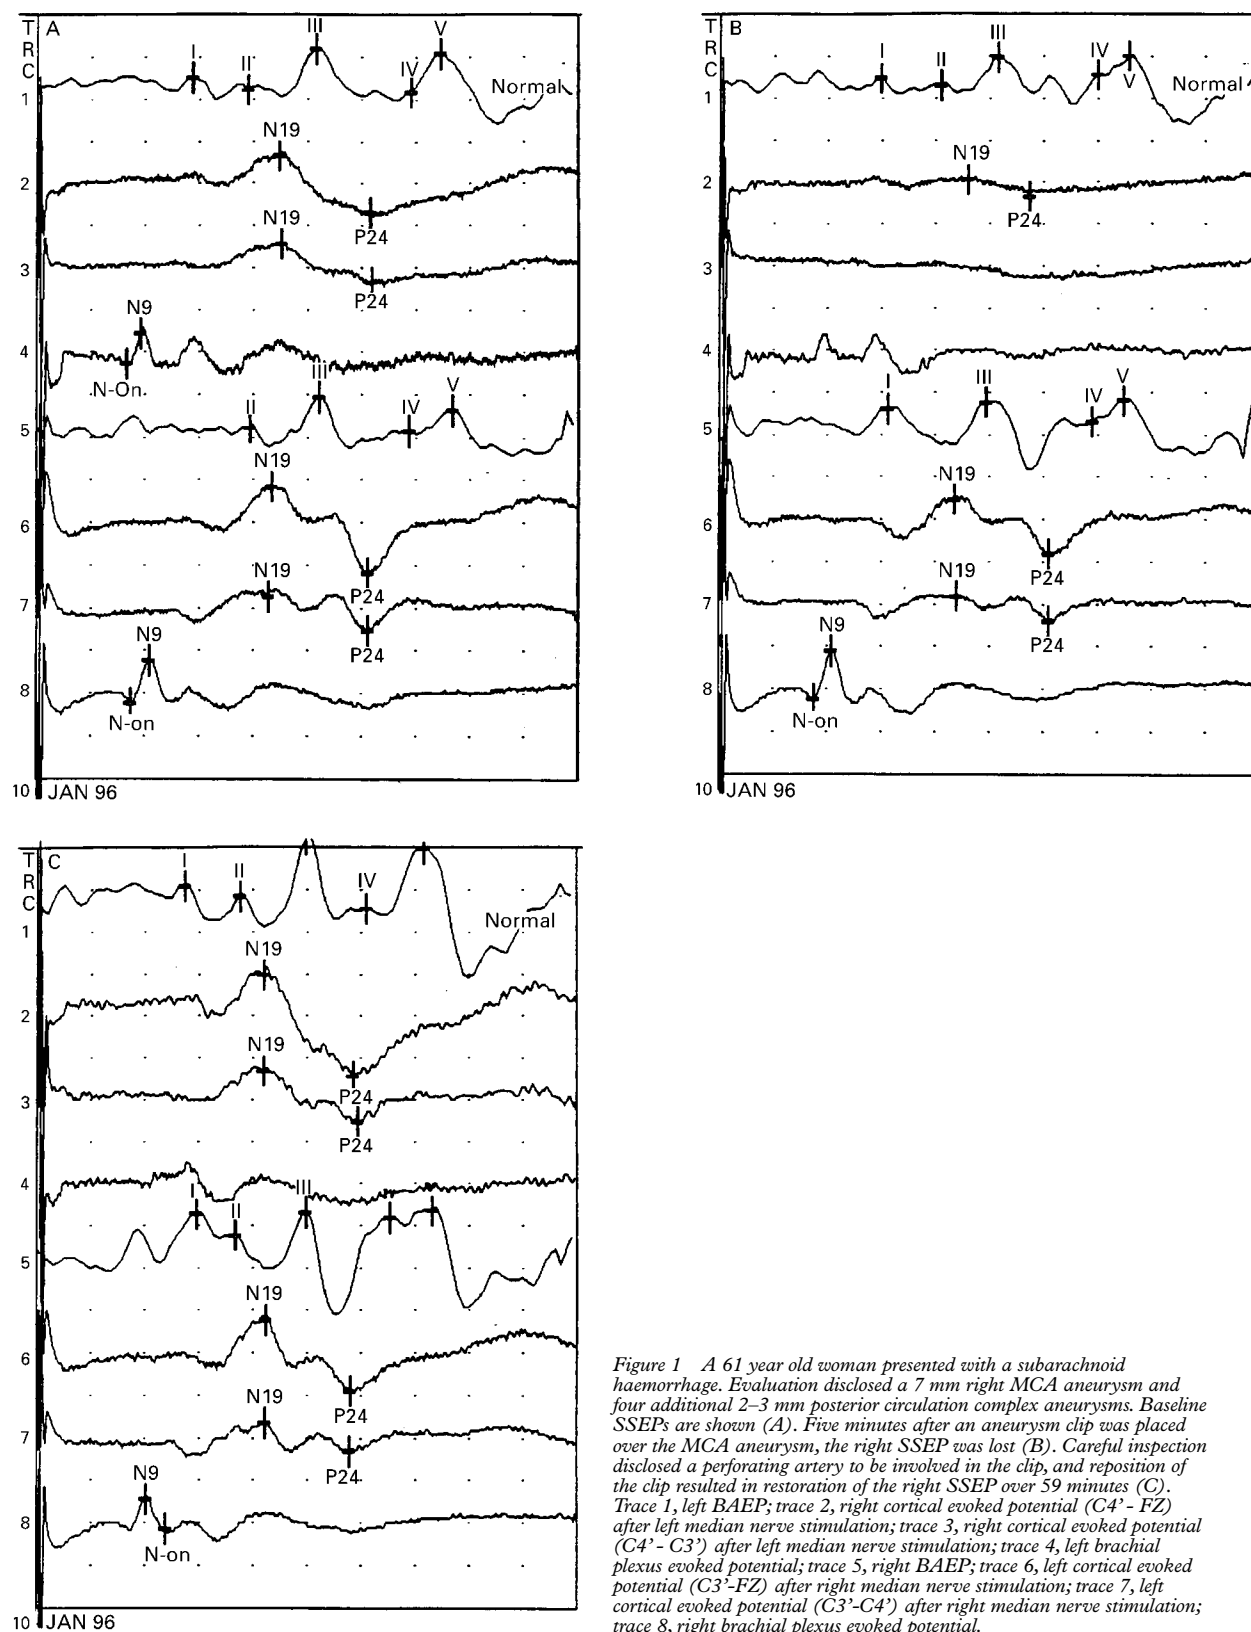 T A
R
C
I II III IV V
Normal
1
N19
2
P24
N19
3
P24
N9
4
N-On
III
II IV V
5
N19
6
P24
N19
7
P24
N9
8
N-on
10 JAN 96
T B
R
C
I II III IV
V
Normal
1
N19
2
P24
3
4
I III IV V
5
N19
6
P24
N19
7
P24
N9
8
N-on
10 JAN 96
T C
R
C
I II IV
Normal
1
N19
2
P24
N19
3
P24
4
I II III
5
N19
6
P24
N19
7
P24
N9
8
N-on
10 JAN 96
Figure 1 A 61 year old woman presented with a subarachnoid
haemorrhage. Evaluation disclosed a 7 mm right MCA aneurysm and
four additional 2–3 mm posterior circulation complex aneurysms. Baseline
SSEPs are shown (A). Five minutes after an aneurysm clip was placed
over the MCA aneurysm, the right SSEP was lost (B). Careful inspection
disclosed a perforating artery to be involved in the clip, and reposition of
the clip resulted in restoration of the right SSEP over 59 minutes (C).
Trace 1, left BAEP; trace 2, right cortical evoked potential (C4' - FZ)
after left median nerve stimulation; trace 3, right cortical evoked potential
(C4' - C3') after left median nerve stimulation; trace 4, left brachial
plexus evoked potential; trace 5, right BAEP; trace 6, left cortical evoked
potential (C3'-FZ) after right median nerve stimulation; trace 7, left
cortical evoked potential (C3'-C4') after right median nerve stimulation;
trace 8, right brachial plexus evoked potential.